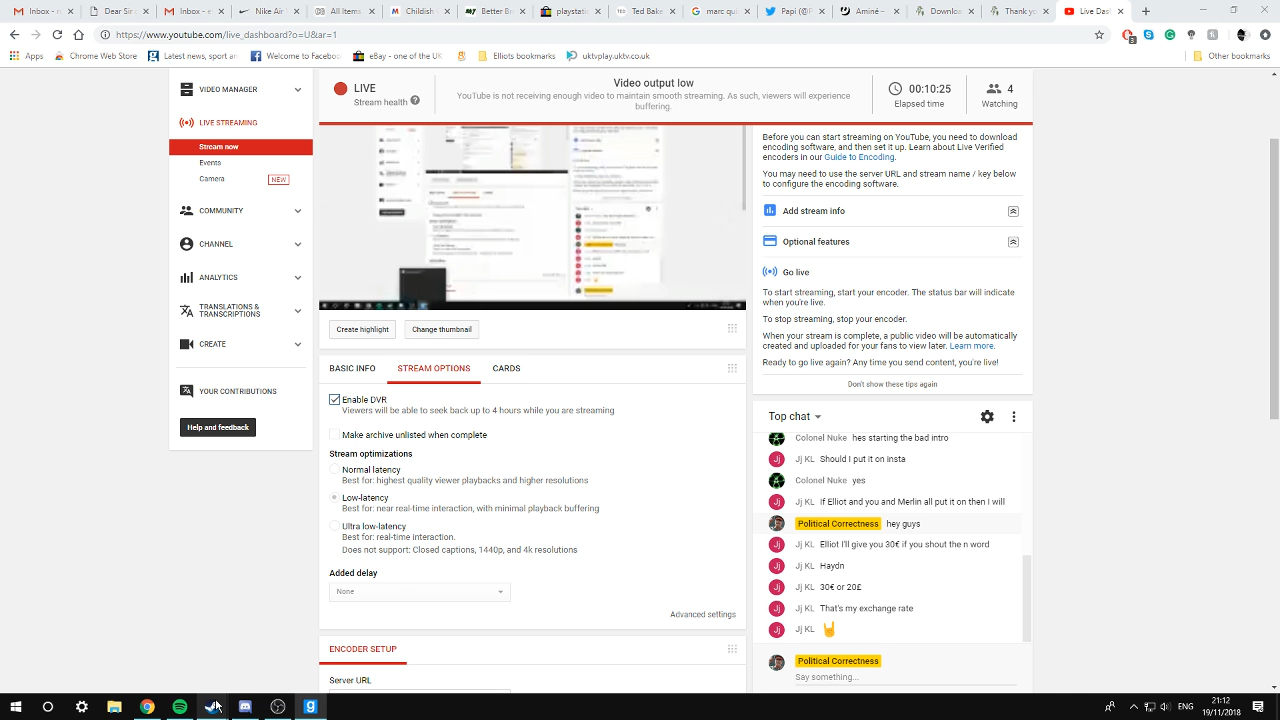 Inbox - n
Dear Sir
Inbox - e
Nike Air
All Items
Childish
Better Be
playstati
Ted Bake
marc qui
Papi (@E
Amine -
Downloa
Thank yo
Live Das
https://www.youtube.com/live_dashboard?o=U&ar=1
Apps
Chrome Web Store
Latest news, sport an
Welcome to Facebook
eBay - one of the UK
Elliots bookmarks
uktvplay.uktv.co.uk
Other bookmarks
VIDEO MANAGER
LIVE STREAMING
Stream now
Events
Camera NEW
COMMUNITY
CHANNEL
ANALYTICS
TRANSLATIONS &
TRANSCRIPTIONS
CREATE
YOUR CONTRIBUTIONS
Help and feedback
LIVE
Stream health ?
Video output low
YouTube is not receiving enough video to maintain smooth streaming. As such, viewers will experience
buffering.
00:10:25
Elapsed time
4
Watching
Create highlight
Change thumbnail
BASIC INFO
STREAM OPTIONS
CARDS
Enable DVR
Viewers will be able to seek back up to 4 hours while you are streaming
Make archive unlisted when complete
Stream optimizations
Normal latency
Best for: highest quality viewer playbacks and higher resolutions
Low-latency
Best for: near real-time interaction, with minimal playback buffering
Ultra low-latency
Best for: real-time interaction.
Does not support: Closed captions, 1440p, and 4k resolutions
Added delay
None
Advanced settings
ENCODER SETUP
Server URL
Before you can start streaming on YouTube, you need to download
encoding software and then set it up. Learn about Live Verified
encoding software in our
You may need to enter the server URL and stream name / key into
your streaming software as a security measure.
Optional features
Go live
To start streaming, start your encoder. The status bar will indicate
when you're live.
To stop streaming, stop your encoder.
When your stream is complete, a public video will be automatically
created and uploaded for your fans to view later. Learn more.
Ready to go live again? Any time you send content, you're live!
Don't show these tips again
Top chat
Colonel Nuke hes starting the bad intro
Jj KL Should I put it on Insta
Colonel Nuke yes
Jj KL If Elliot and you and Merlin all put it on then I will
Political Correctness hey guys
Jj KL Elliot I'll give you 30€ if you shout the n word
Jj KL Haydn
Jj KL 30€ or 20£
Jj KL That's my exchange rate
Jj KL 🤘
Political Correctness
Say something...
ENG
21:12
19/11/2018